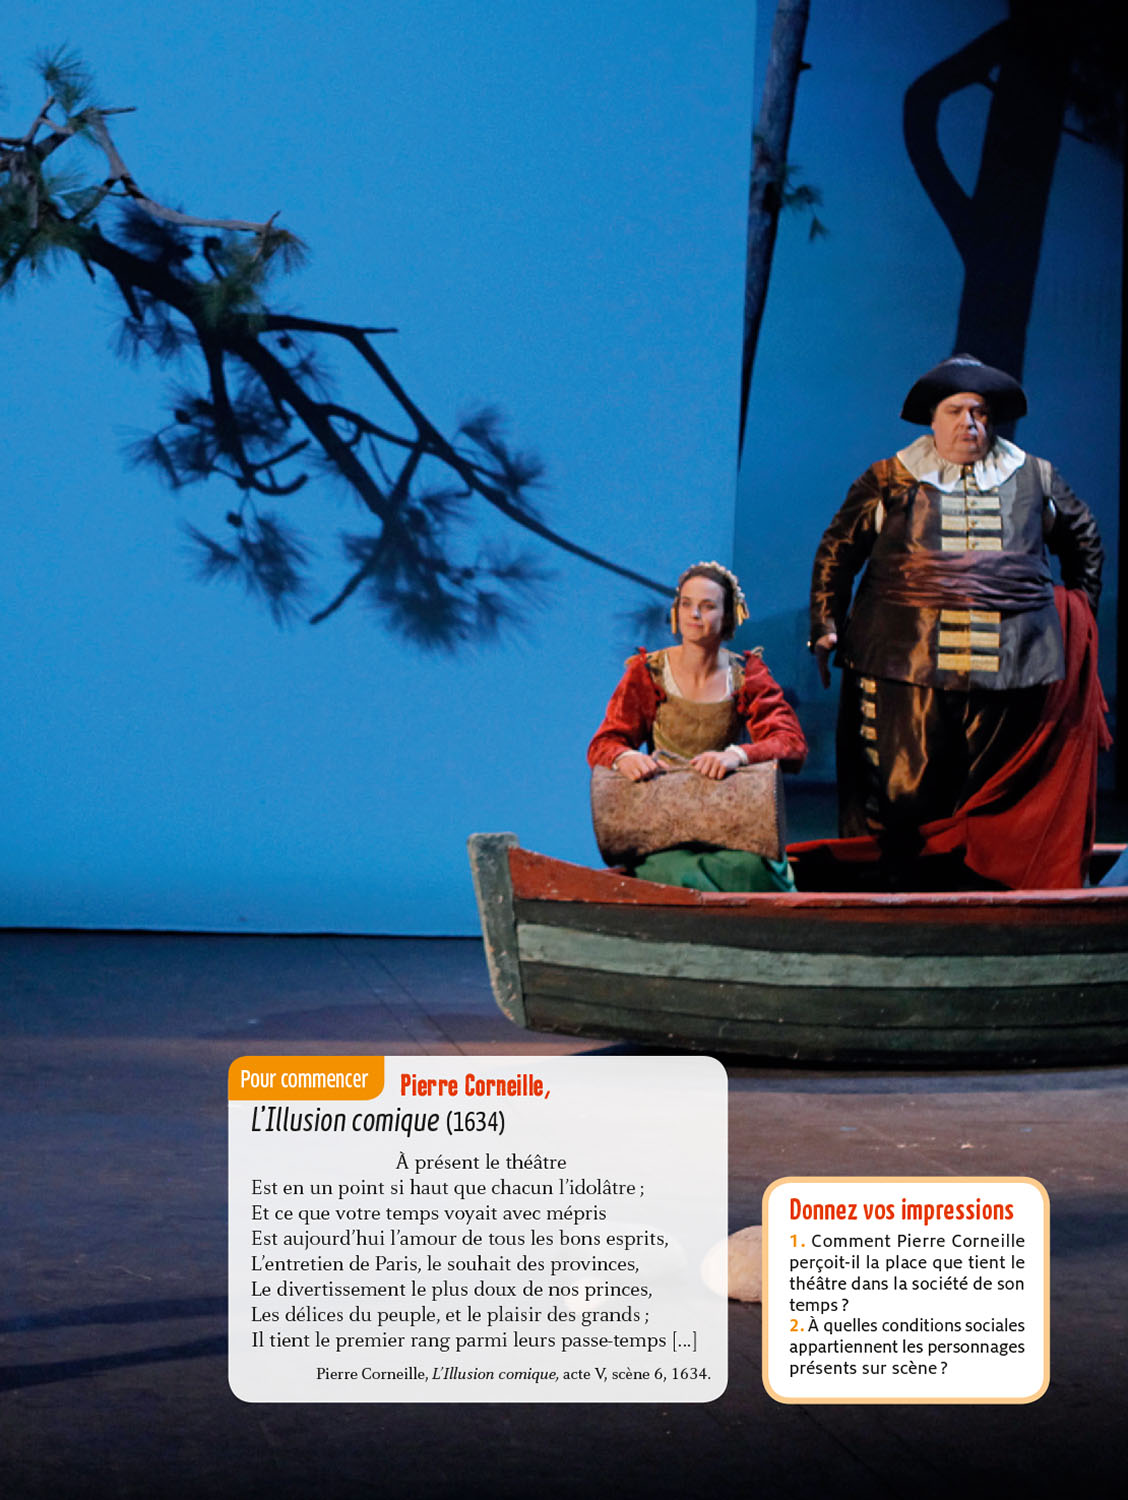 Pour commencer
Pierre Corneille,
L’Illusion comique (1634)
À présent le théâtre
Est en un point si haut que chacun l’idolâtre ;
Et ce que votre temps voyait avec mépris
Est aujourd’hui l’amour de tous les bons esprits,
L’entretien de Paris, le souhait des provinces,
Le divertissement le plus doux de nos princes,
Les délices du peuple, et le plaisir des grands ;
Il tient le premier rang parmi leurs passe-temps [...]
Pierre Corneille, L’Illusion comique, acte V, scène 6, 1634.
Donnez vos impressions
1. Comment Pierre Corneille
perçoit-il la place que tient le
théâtre dans la société de son
temps ?
2. À quelles conditions sociales
appartiennent les personnages
présents sur scène ?